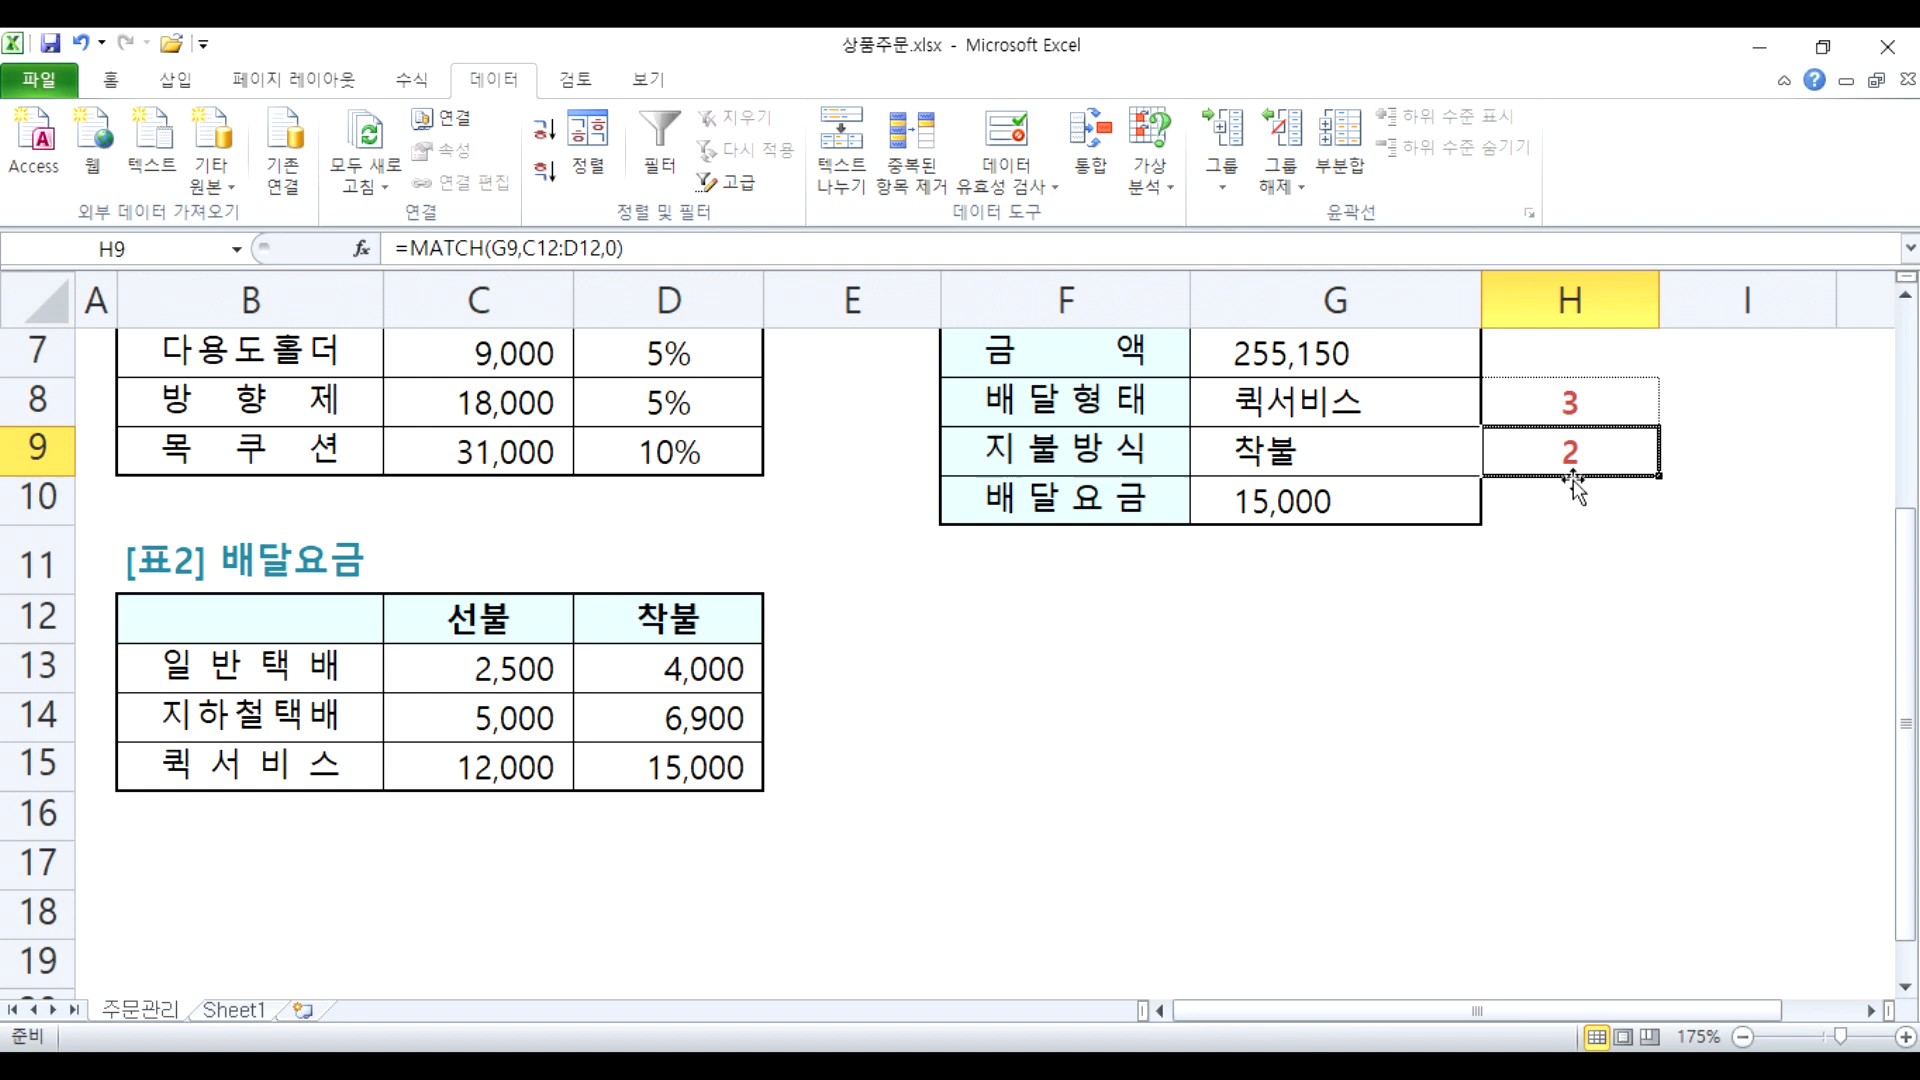 상품주문.xlsx - Microsoft Excel
파일 홈 삽입 페이지 레이아웃 수식 데이터 검토 보기
Access 웹 텍스트 기타 원본 기존 연결 모두 새로 고침 연결 속성 연결 편집 정렬 필터 지우기 다시 적용 고급 텍스트 나누기 중복된 항목 제거 데이터 유효성 검사 통합 가상 분석 그룹 그룹 해제 부분합 하위 수준 표시 하위 수준 숨기기
외부 데이터 가져오기 연결 정렬 및 필터 데이터 도구 윤곽선
H9 fx =MATCH(G9,C12:D12,0)
A B C D E F G H I
7 다용도홀더 9,000 5% 금 액 255,150
8 방 향 제 18,000 5% 배 달 형 태 퀵서비스 3
9 목 쿠 션 31,000 10% 지 불 방 식 착불 2
10 배 달 요 금 15,000
11 [표2] 배달요금
12 선불 착불
13 일 반 택 배 2,500 4,000
14 지하철택배 5,000 6,900
15 퀵 서 비 스 12,000 15,000
16
17
18
19
주문관리 Sheet1
준비 175%